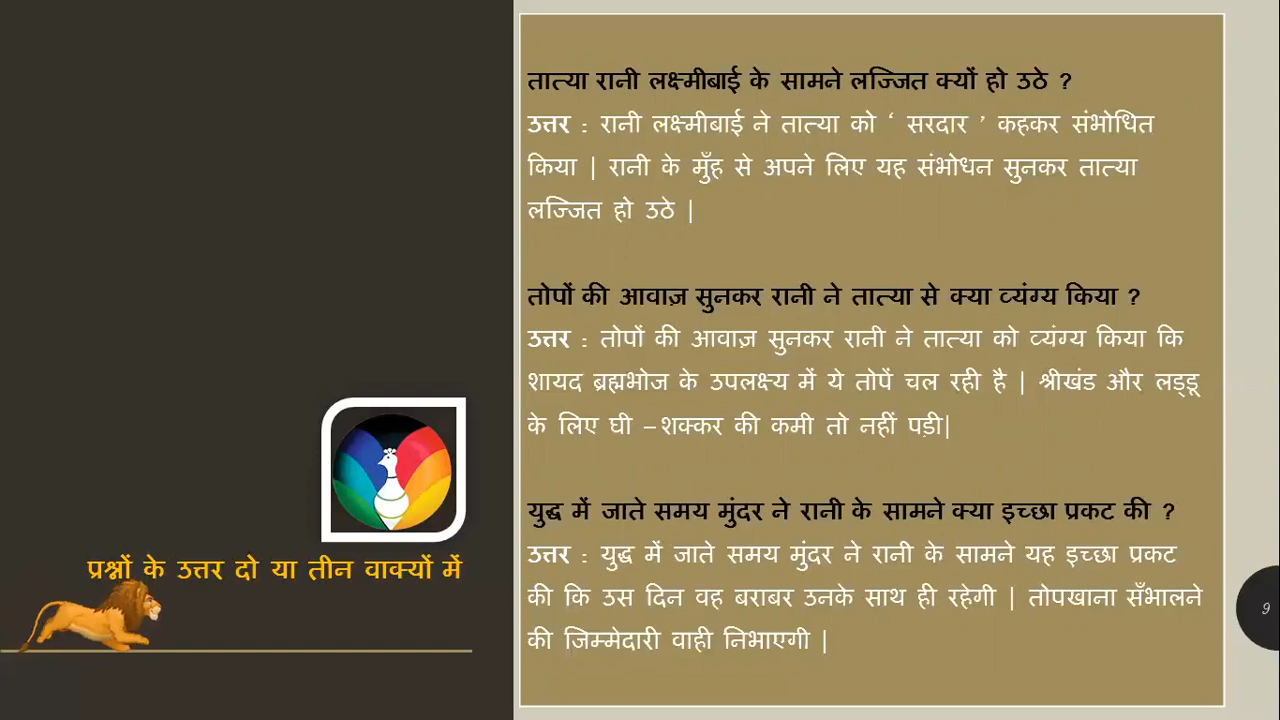 तात्या रानी लक्ष्मीबाई के सामने लज्जित क्यों हो उठे ?
उत्तर : रानी लक्ष्मीबाई ने तात्या को ‘ सरदार ’ कहकर संभोधित
किया | रानी के मुँह से अपने लिए यह संभोधन सुनकर तात्या
लज्जित हो उठे |
तोपों की आवाज़ सुनकर रानी ने तात्या से क्या व्यंग्य किया ?
उत्तर : तोपों की आवाज़ सुनकर रानी ने तात्या को व्यंग्य किया कि
शायद ब्रह्मभोज के उपलक्ष्य में ये तोपें चल रही है | श्रीखंड और लड्डू
के लिए घी –शक्कर की कमी तो नहीं पड़ी|
युद्ध में जाते समय मुंदर ने रानी के सामने क्या इच्छा प्रकट की ?
उत्तर : युद्ध में जाते समय मुंदर ने रानी के सामने यह इच्छा प्रकट
की कि उस दिन वह बराबर उनके साथ ही रहेगी | तोपखाना सँभालने
की जिम्मेदारी वाही निभाएगी |
प्रश्नों के उत्तर दो या तीन वाक्यों में
9